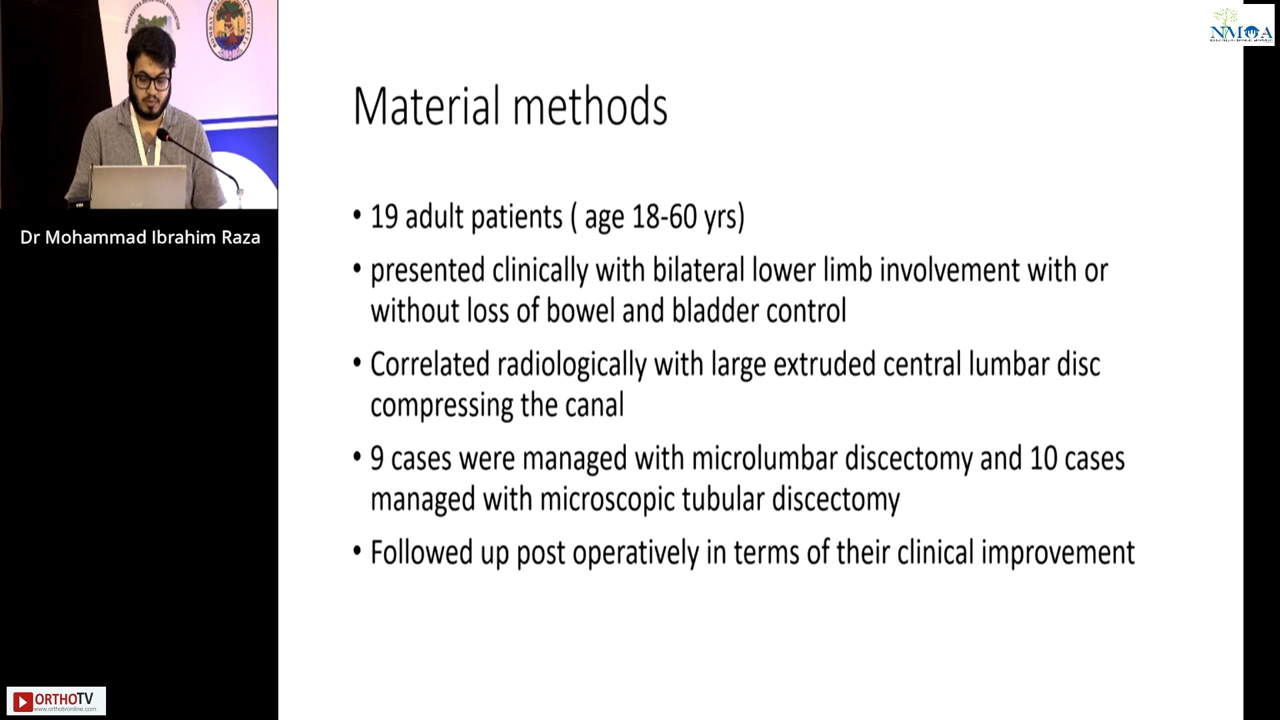 NMOA
Material methods
• 19 adult patients ( age 18-60 yrs)
• presented clinically with bilateral lower limb involvement with or
without loss of bowel and bladder control
• Correlated radiologically with large extruded central lumbar disc
compressing the canal
• 9 cases were managed with microlumbar discectomy and 10 cases
managed with microscopic tubular discectomy
• Followed up post operatively in terms of their clinical improvement
Dr Mohammad Ibrahim Raza
ORTHOTV
www.orthotvonline.com